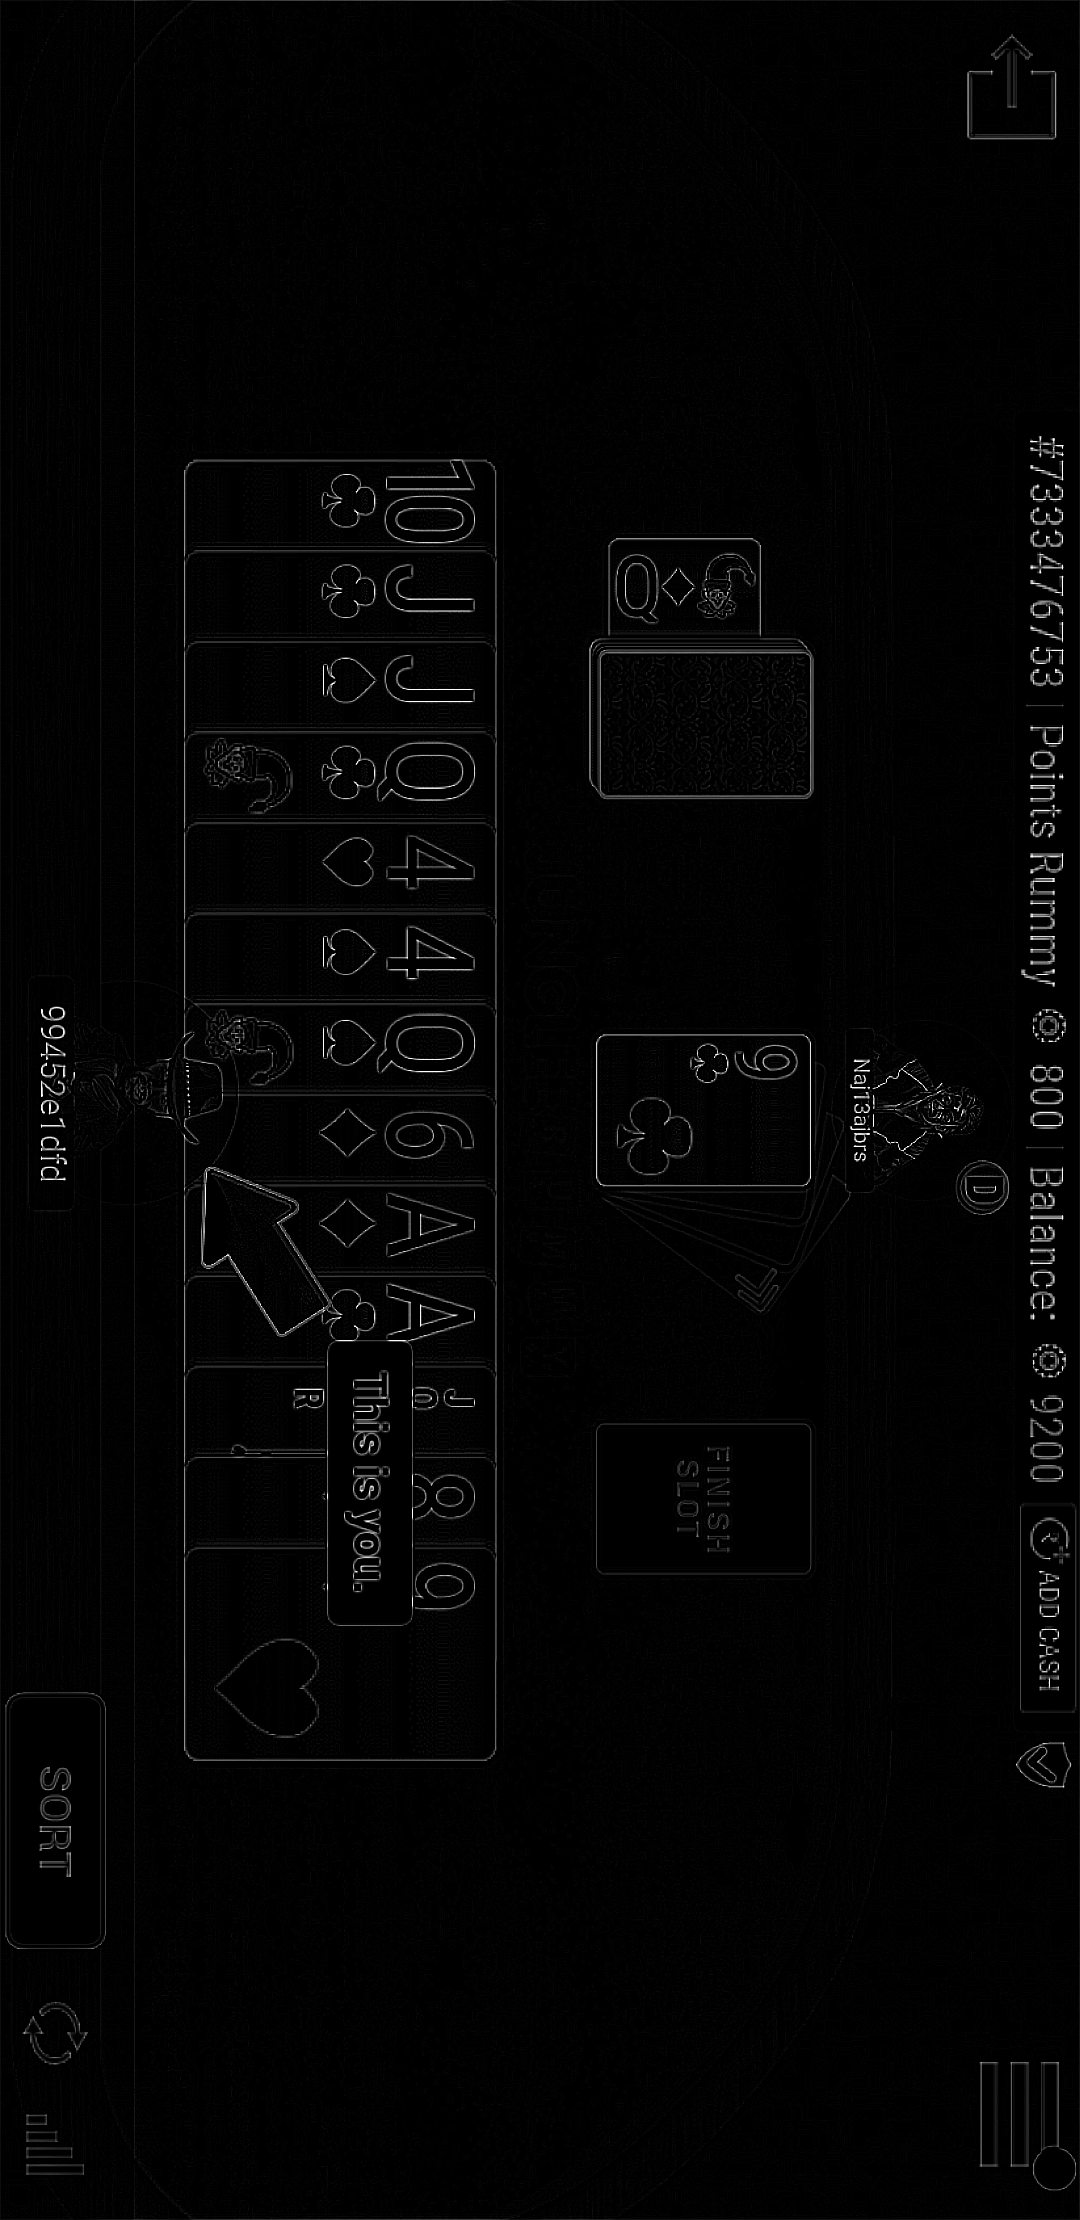 #7333476753 | Points Rummy 800 | Balance: 9200 ADD CASH
D
Naj13ajbrs
Q
9
FINISH
SLOT
10 J J Q 4 4 Q 6 A A J 8 9
O
R
This is you.
99452e1dfd
SORT